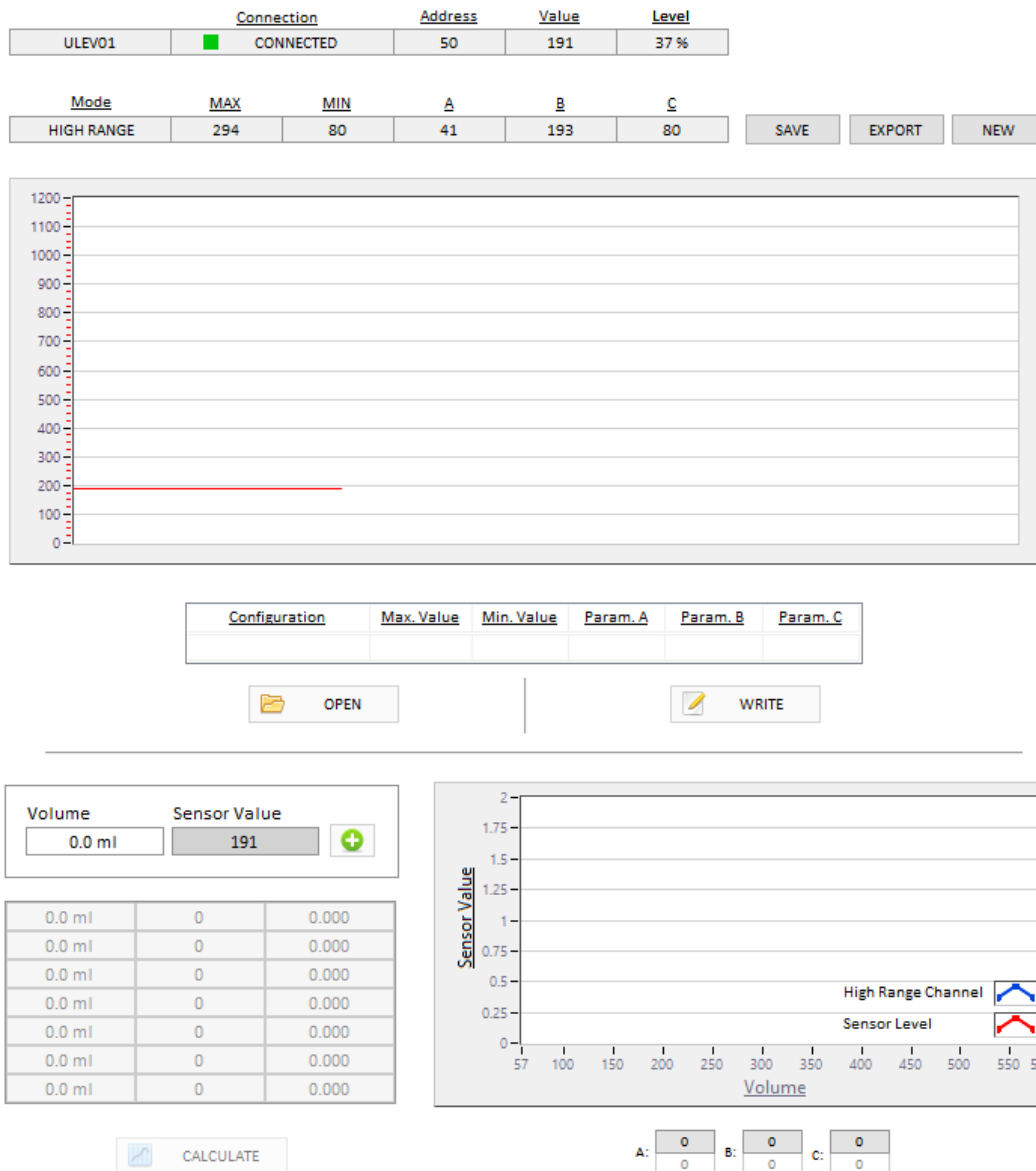 Connection Address Value Level
ULEV01 CONNECTED 50 191 37 %
Mode MAX MIN A B C
HIGH RANGE 294 80 41 193 80 SAVE EXPORT NEW
1200
1100
1000
900
800
700
600
500
400
300
200
100
0
Configuration Max. Value Min. Value Param. A Param. B Param. C
OPEN WRITE
Volume Sensor Value
0.0 ml 191
0.0 ml 0 0.000
0.0 ml 0 0.000
0.0 ml 0 0.000
0.0 ml 0 0.000
0.0 ml 0 0.000
0.0 ml 0 0.000
0.0 ml 0 0.000
CALCULATE
Sensor Value
2
1.75
1.5
1.25
1
0.75
0.5
0.25
0
High Range Channel
Sensor Level
57 100 150 200 250 300 350 400 450 500 550
Volume
A: 0 B: 0 C: 0
0 0 0